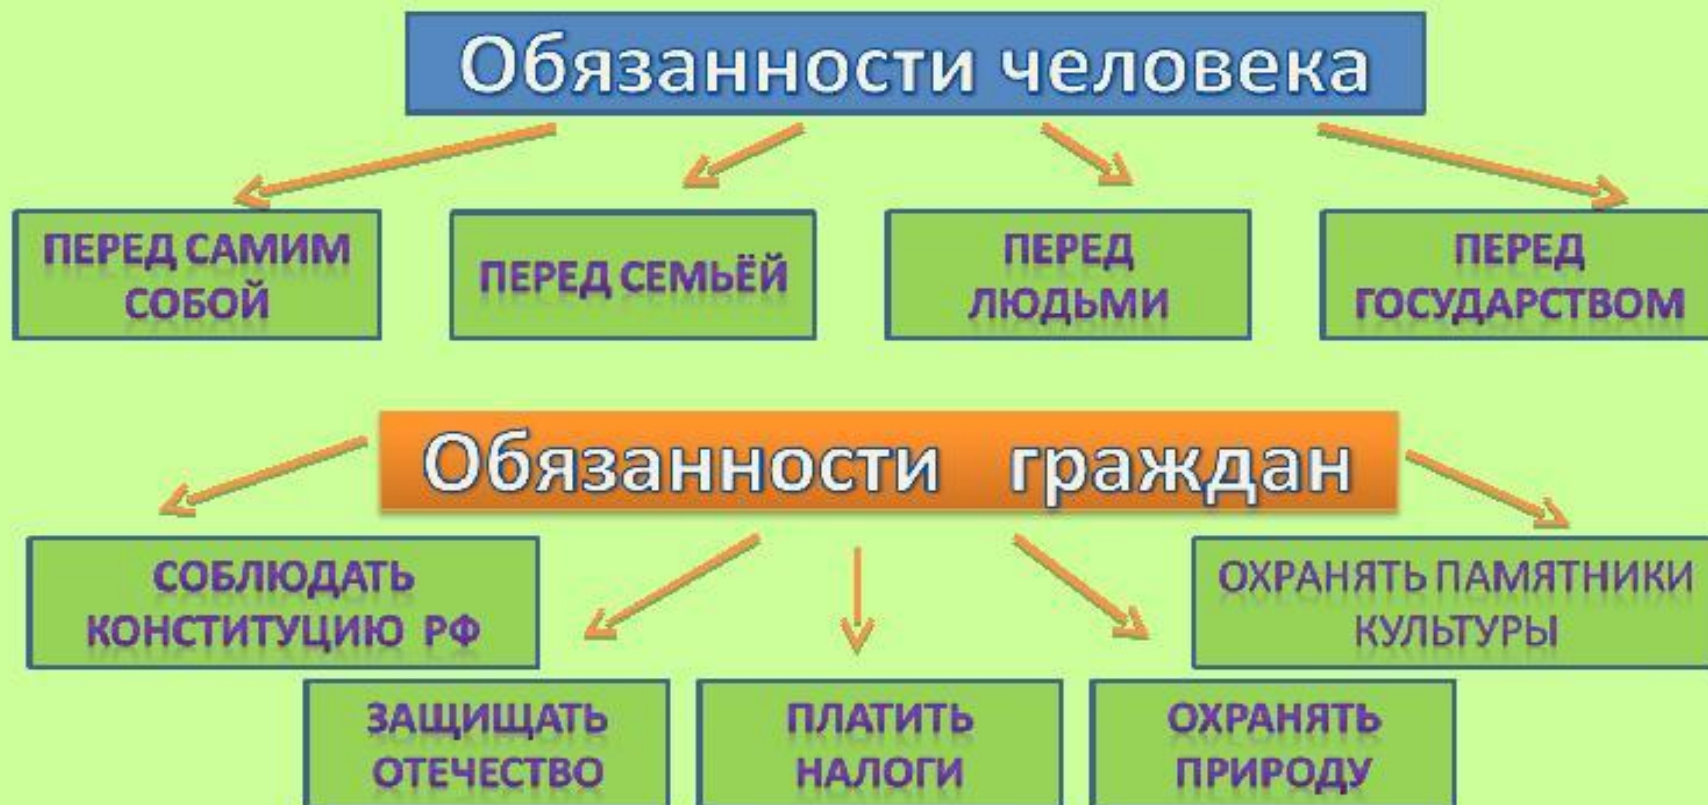 Обязанности человека
ПЕРЕД САМИМ
СОБОЙ
ПЕРЕД СЕМЬЁЙ
ПЕРЕД
ЛЮДЬМИ
ПЕРЕД
ГОСУДАРСТВОМ
Обязанности граждан
СОБЛЮДАТЬ
КОНСТИТУЦИЮ РФ
ЗАЩИЩАТЬ
ОТЕЧЕСТВО
ПЛАТИТЬ
НАЛОГИ
ОХРАНЯТЬ
ПРИРОДУ
ОХРАНЯТЬ ПАМЯТНИКИ
КУЛЬТУРЫ